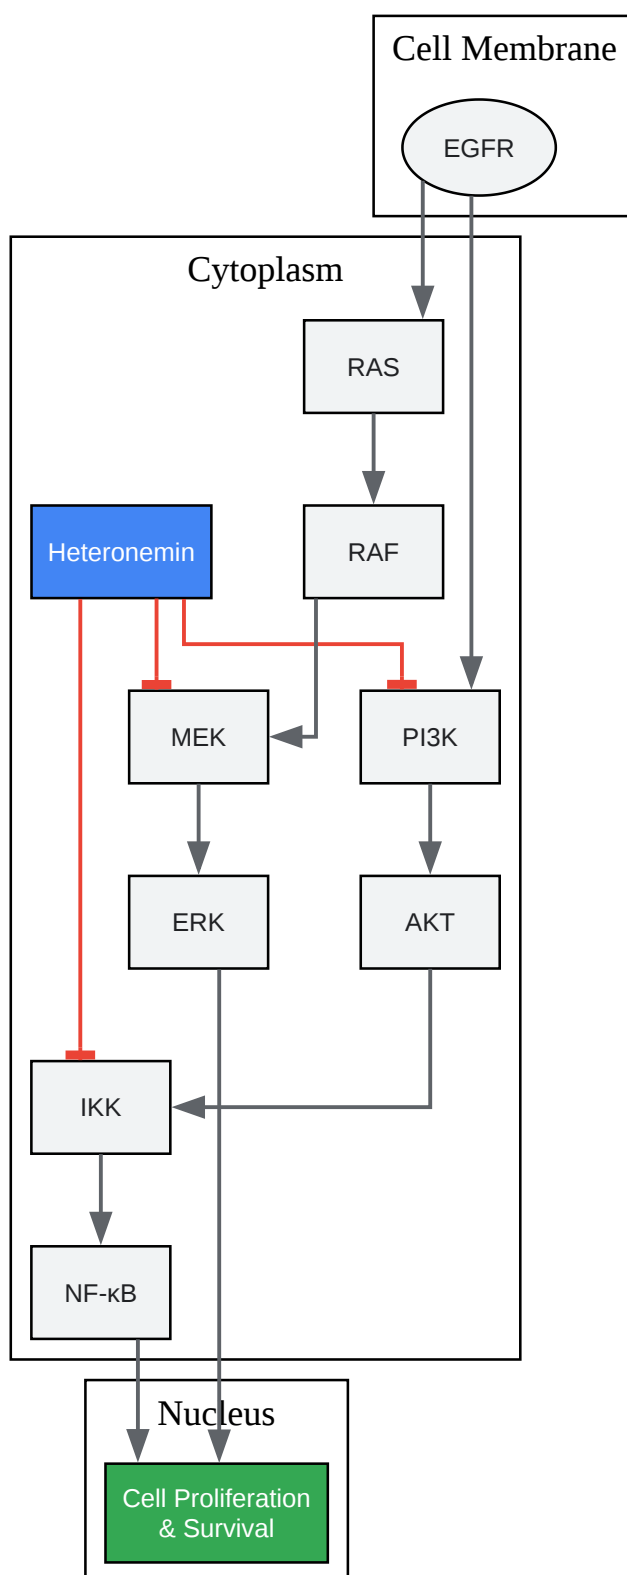 Cell Membrane
EGFR
Cytoplasm
RAS
Heteronemin
RAF
MEK
PI3K
ERK
AKT
IKK
NF-κB
Nucleus
Cell Proliferation
& Survival